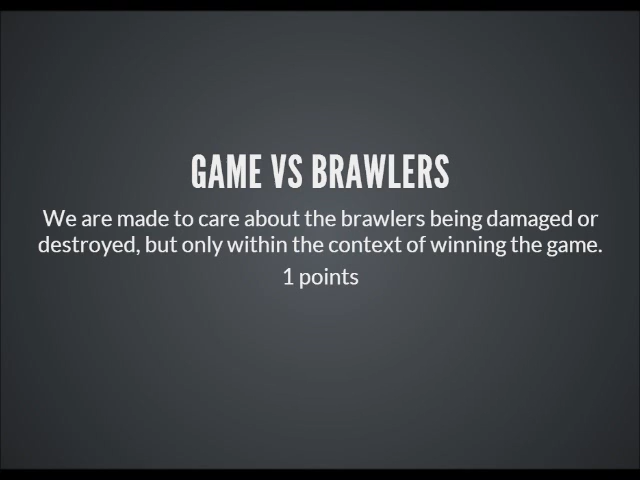 GAME VS BRAWLERS
We are made to care about the brawlers being damaged or
destroyed, but only within the context of winning the game.
1 points